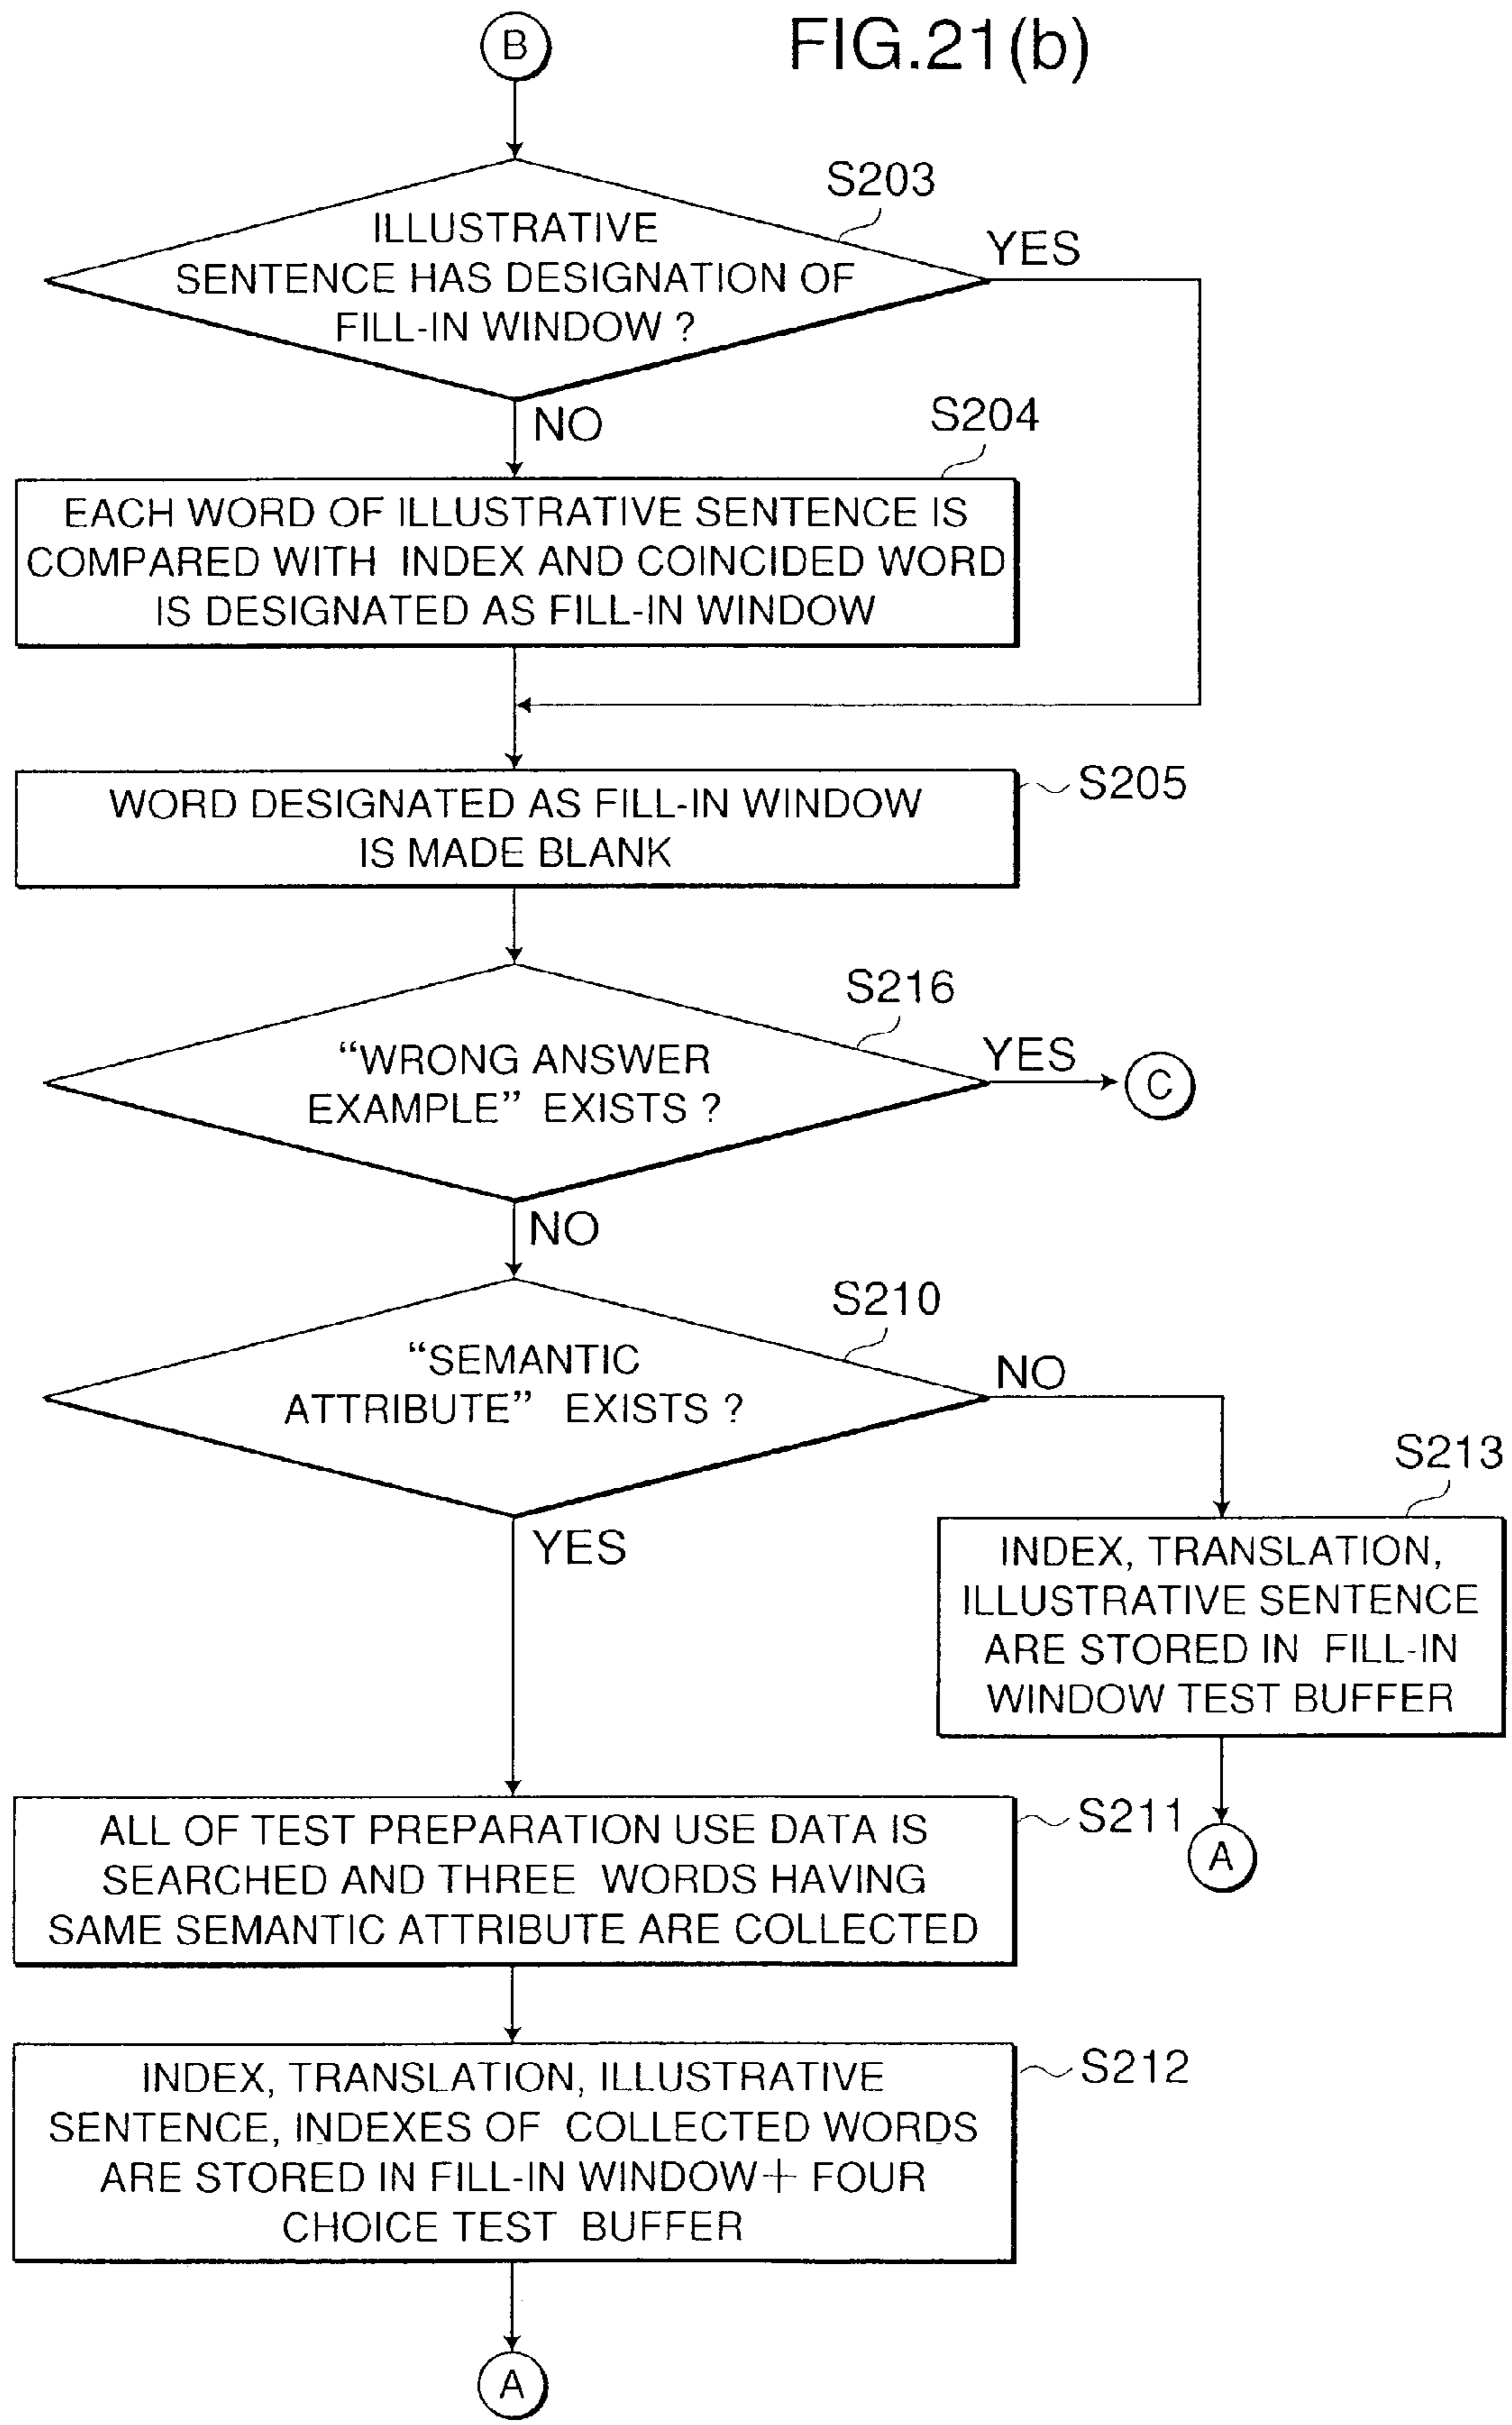 B
FIG.21(b)
S203
ILLUSTRATIVE
SENTENCE HAS DESIGNATION OF
FILL-IN WINDOW ?
YES
NO
S204
EACH WORD OF ILLUSTRATIVE SENTENCE IS
COMPARED WITH INDEX AND COINCIDED WORD
IS DESIGNATED AS FILL-IN WINDOW
S205
WORD DESIGNATED AS FILL-IN WINDOW
IS MADE BLANK
S216
“WRONG ANSWER
EXAMPLE” EXISTS ?
YES
C
NO
S210
“SEMANTIC
ATTRIBUTE” EXISTS ?
NO
YES
S213
INDEX, TRANSLATION,
ILLUSTRATIVE SENTENCE
ARE STORED IN FILL-IN
WINDOW TEST BUFFER
A
S211
ALL OF TEST PREPARATION USE DATA IS
SEARCHED AND THREE WORDS HAVING
SAME SEMANTIC ATTRIBUTE ARE COLLECTED
S212
INDEX, TRANSLATION, ILLUSTRATIVE
SENTENCE, INDEXES OF COLLECTED WORDS
ARE STORED IN FILL-IN WINDOW+ FOUR
CHOICE TEST BUFFER
A